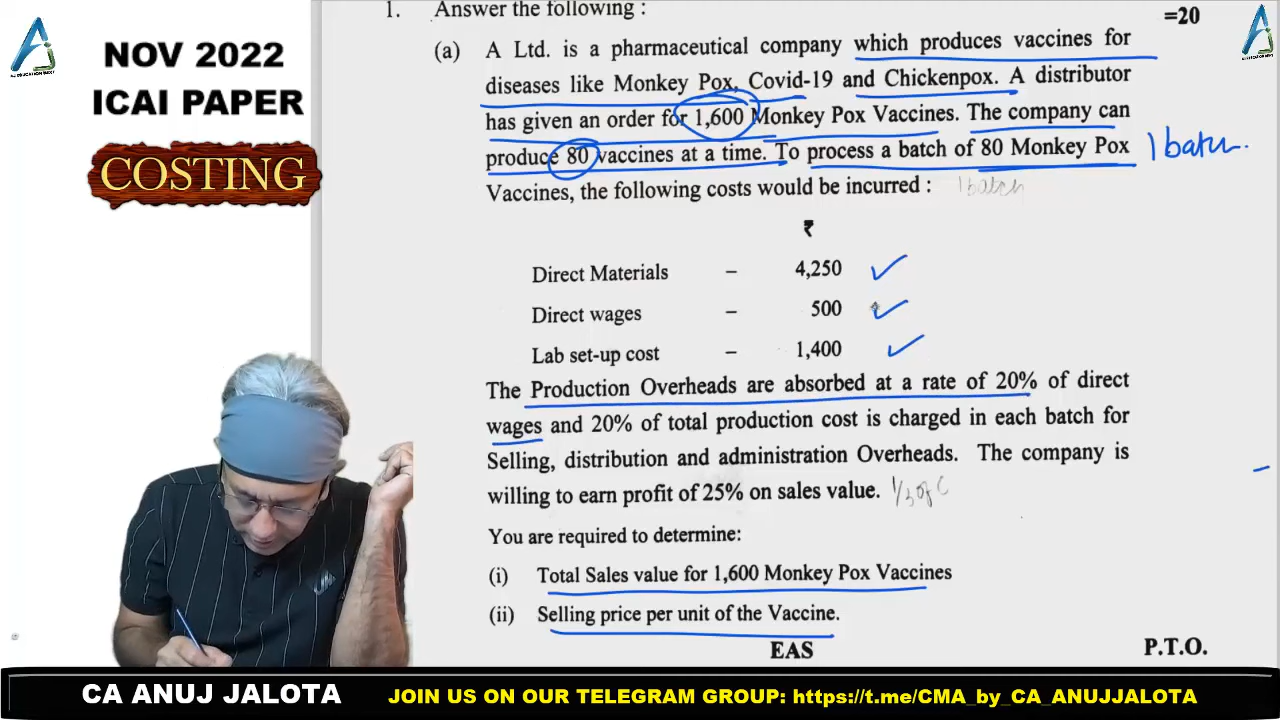 1. Answer the following :
=20
NOV 2022
ICAI PAPER
COSTING
(a) A Ltd. is a pharmaceutical company which produces vaccines for
diseases like Monkey Pox, Covid-19 and Chickenpox. A distributor
has given an order for 1,600 Monkey Pox Vaccines. The company can
produce 80 vaccines at a time. To process a batch of 80 Monkey Pox
1 batch.
Vaccines, the following costs would be incurred : 1 batch
₹
Direct Materials – 4,250
Direct wages – 500
Lab set-up cost – 1,400
The Production Overheads are absorbed at a rate of 20% of direct
wages and 20% of total production cost is charged in each batch for
Selling, distribution and administration Overheads. The company is
willing to earn profit of 25% on sales value. 1/3 of C
You are required to determine:
(i) Total Sales value for 1,600 Monkey Pox Vaccines
(ii) Selling price per unit of the Vaccine.
EAS
P.T.O.
CA ANUJ JALOTA
JOIN US ON OUR TELEGRAM GROUP: https://t.me/CMA_by_CA_ANUJJALOTA